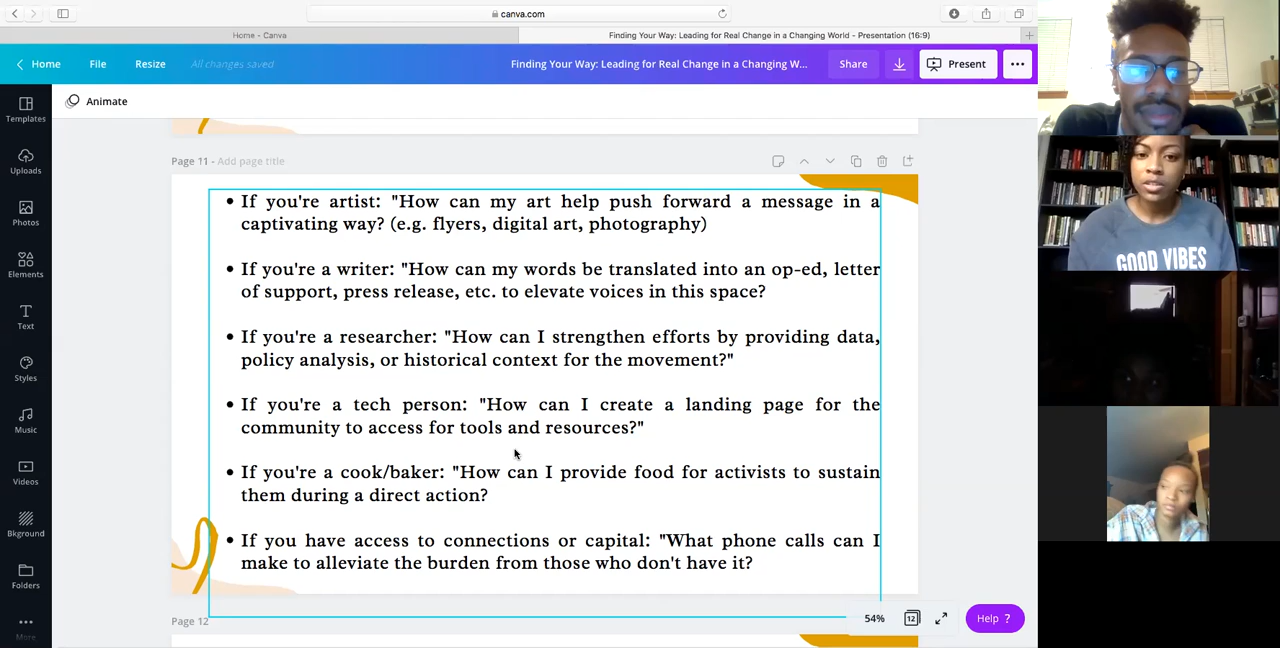 canva.com
Home - Canva
Finding Your Way: Leading for Real Change in a Changing World - Presentation (16:9)
Home
File
Resize
All changes saved
Finding Your Way: Leading for Real Change in a Changing W...
Share
Present
Templates
Animate
Page 11 - Add page title
Uploads
Photos
Elements
Text
Styles
Music
Videos
Bkground
Folders
More
• If you're artist: "How can my art help push forward a message in a
captivating way? (e.g. flyers, digital art, photography)
• If you're a writer: "How can my words be translated into an op-ed, letter
of support, press release, etc. to elevate voices in this space?
• If you're a researcher: "How can I strengthen efforts by providing data,
policy analysis, or historical context for the movement?"
• If you're a tech person: "How can I create a landing page for the
community to access for tools and resources?"
• If you're a cook/baker: "How can I provide food for activists to sustain
them during a direct action?
• If you have access to connections or capital: "What phone calls can I
make to alleviate the burden from those who don't have it?
Page 12
54%
12
Help ?
GOOD VIBES